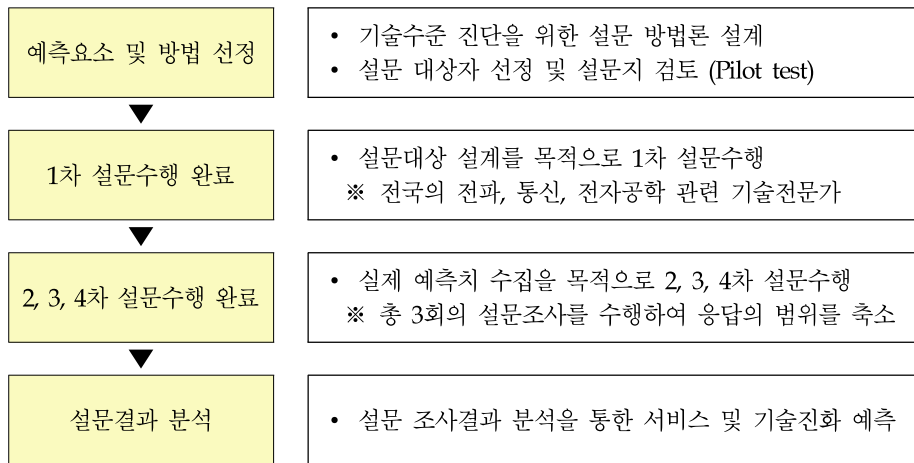 예측요소 및 방법 선정
• 기술수준 진단을 위한 설문 방법론 설계
• 설문 대상자 선정 및 설문지 검토 (Pilot test)
1차 설문수행 완료
• 설문대상 설계를 목적으로 1차 설문수행
※ 전국의 전파, 통신, 전자공학 관련 기술전문가
2, 3, 4차 설문수행 완료
• 실제 예측치 수집을 목적으로 2, 3, 4차 설문수행
※ 총 3회의 설문조사를 수행하여 응답의 범위를 축소
설문결과 분석
• 설문 조사결과 분석을 통한 서비스 및 기술진화 예측